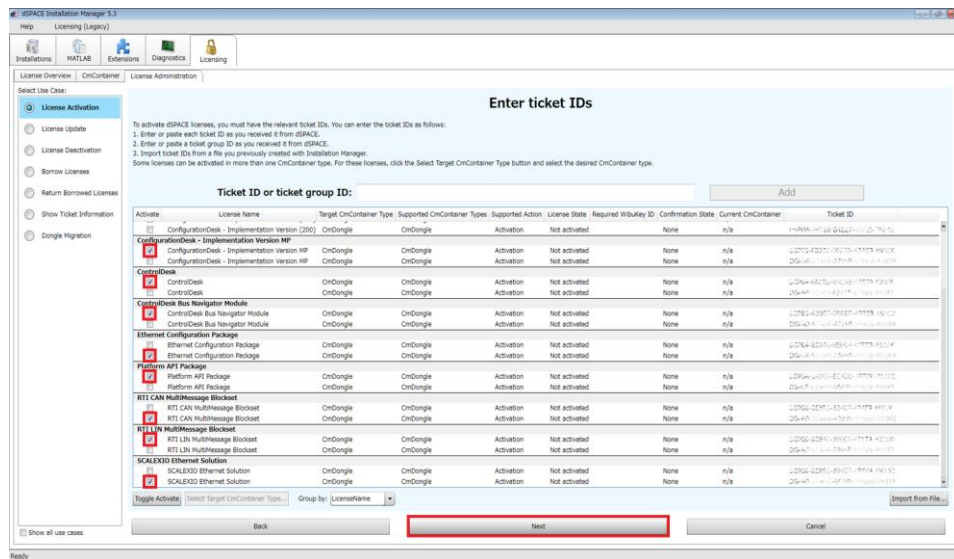 dSPACE Installation Manager 5.3
Help Licensing (Legacy)
Installations MATLAB Extensions Diagnostics Licensing
License Overview CmContainer License Administration
Select Use Case:
License Activation
License Update
License Deactivation
Borrow Licenses
Return Borrowed Licenses
Show Ticket Information
Dongle Migration
Show all use cases
Enter ticket IDs
To activate dSPACE licenses, you must have the relevant ticket IDs. You can enter the ticket IDs as follows:
1. Enter or paste each ticket ID as you received it from dSPACE.
2. Enter or paste a ticket group ID as you received it from dSPACE.
3. Import ticket IDs from a file you previously created with Installation Manager.
Some licenses can be activated in more than one CmContainer type. For these licenses, click the Select Target CmContainer Type button and select the desired CmContainer type.
Ticket ID or ticket group ID: Add
Activate License Name Target CmContainer Type Supported CmContainer Types Supported Action License State Required WibuKey ID Confirmation State Current CmContainer Ticket ID
ConfigurationDesk - Implementation Version (200) CmDongle CmDongle Activation Not activated None n/a
ConfigurationDesk - Implementation Version MP
ConfigurationDesk - Implementation Version MP CmDongle CmDongle Activation Not activated None n/a
ConfigurationDesk - Implementation Version MP CmDongle CmDongle Activation Not activated None n/a
ControlDesk
ControlDesk CmDongle CmDongle Activation Not activated None n/a
ControlDesk CmDongle CmDongle Activation Not activated None n/a
ControlDesk Bus Navigator Module
ControlDesk Bus Navigator Module CmDongle CmDongle Activation Not activated None n/a
ControlDesk Bus Navigator Module CmDongle CmDongle Activation Not activated None n/a
Ethernet Configuration Package
Ethernet Configuration Package CmDongle CmDongle Activation Not activated None n/a
Ethernet Configuration Package CmDongle CmDongle Activation Not activated None n/a
Platform API Package
Platform API Package CmDongle CmDongle Activation Not activated None n/a
Platform API Package CmDongle CmDongle Activation Not activated None n/a
RTI CAN MultiMessage Blockset
RTI CAN MultiMessage Blockset CmDongle CmDongle Activation Not activated None n/a
RTI CAN MultiMessage Blockset CmDongle CmDongle Activation Not activated None n/a
RTI LIN MultiMessage Blockset
RTI LIN MultiMessage Blockset CmDongle CmDongle Activation Not activated None n/a
RTI LIN MultiMessage Blockset CmDongle CmDongle Activation Not activated None n/a
SCALEXIO Ethernet Solution
SCALEXIO Ethernet Solution CmDongle CmDongle Activation Not activated None n/a
SCALEXIO Ethernet Solution CmDongle CmDongle Activation Not activated None n/a
Toggle Activate Select Target CmContainer Type... Group by: LicenseName Import from File...
Back Next Cancel
Ready